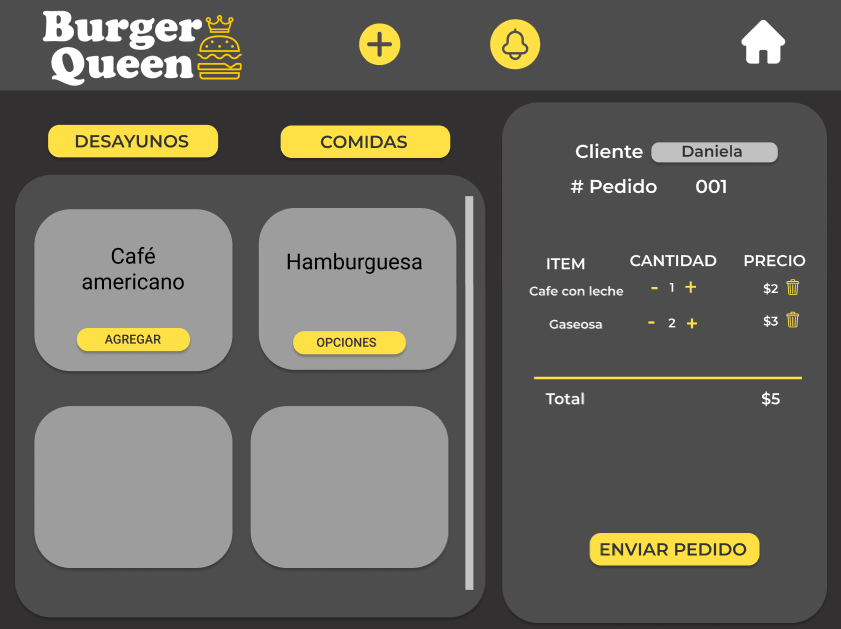 Burger
Queen
DESAYUNOS
COMIDAS
Café
americano
AGREGAR
Hamburguesa
OPCIONES
Cliente Daniela
# Pedido 001
ITEM CANTIDAD PRECIO
Cafe con leche - 1 + $2
Gaseosa - 2 + $3
Total $5
ENVIAR PEDIDO